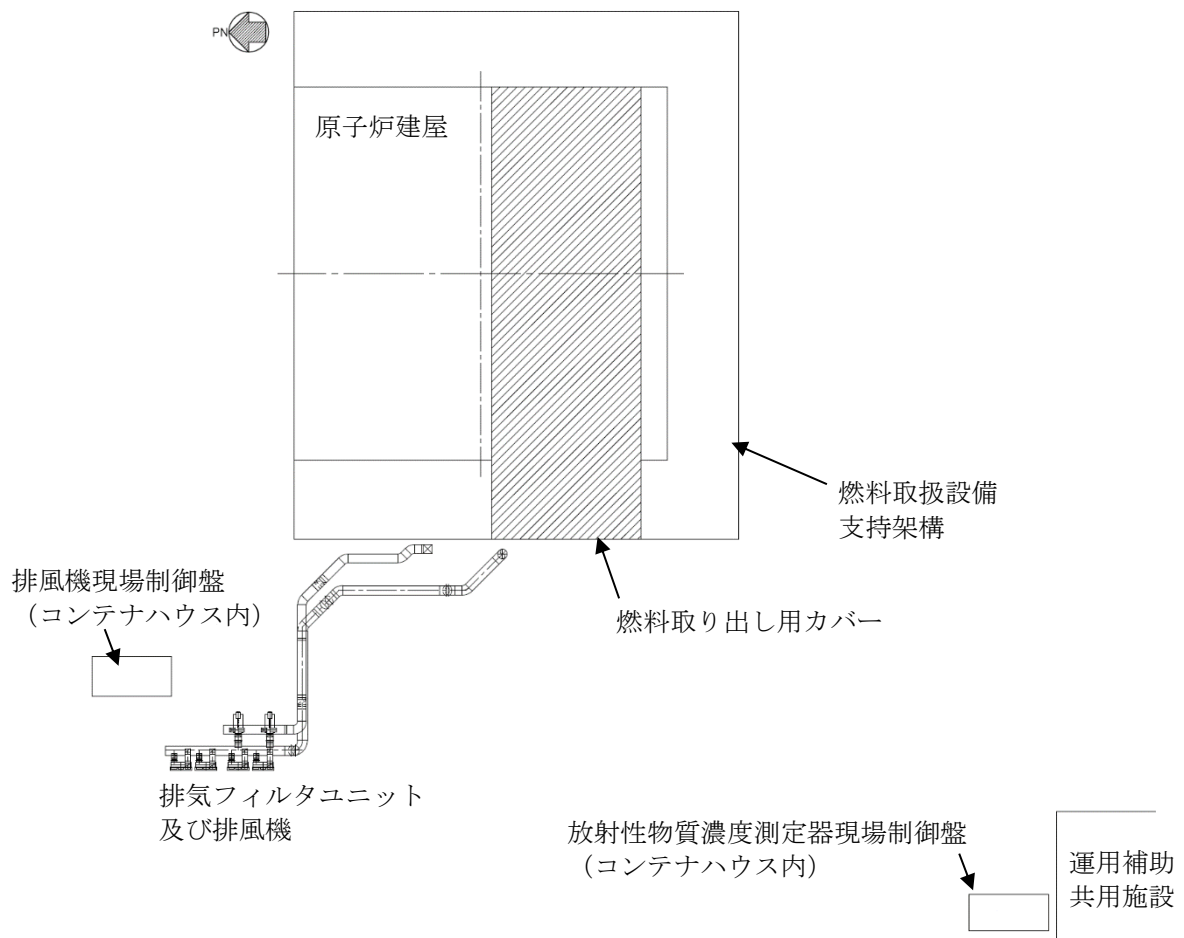 PN
原子炉建屋
燃料取扱設備
支持架構
排風機現場制御盤
（コンテナハウス内）
燃料取り出し用カバー
排気フィルタユニット
及び排風機
放射性物質濃度測定器現場制御盤
（コンテナハウス内）
運用補助
共用施設